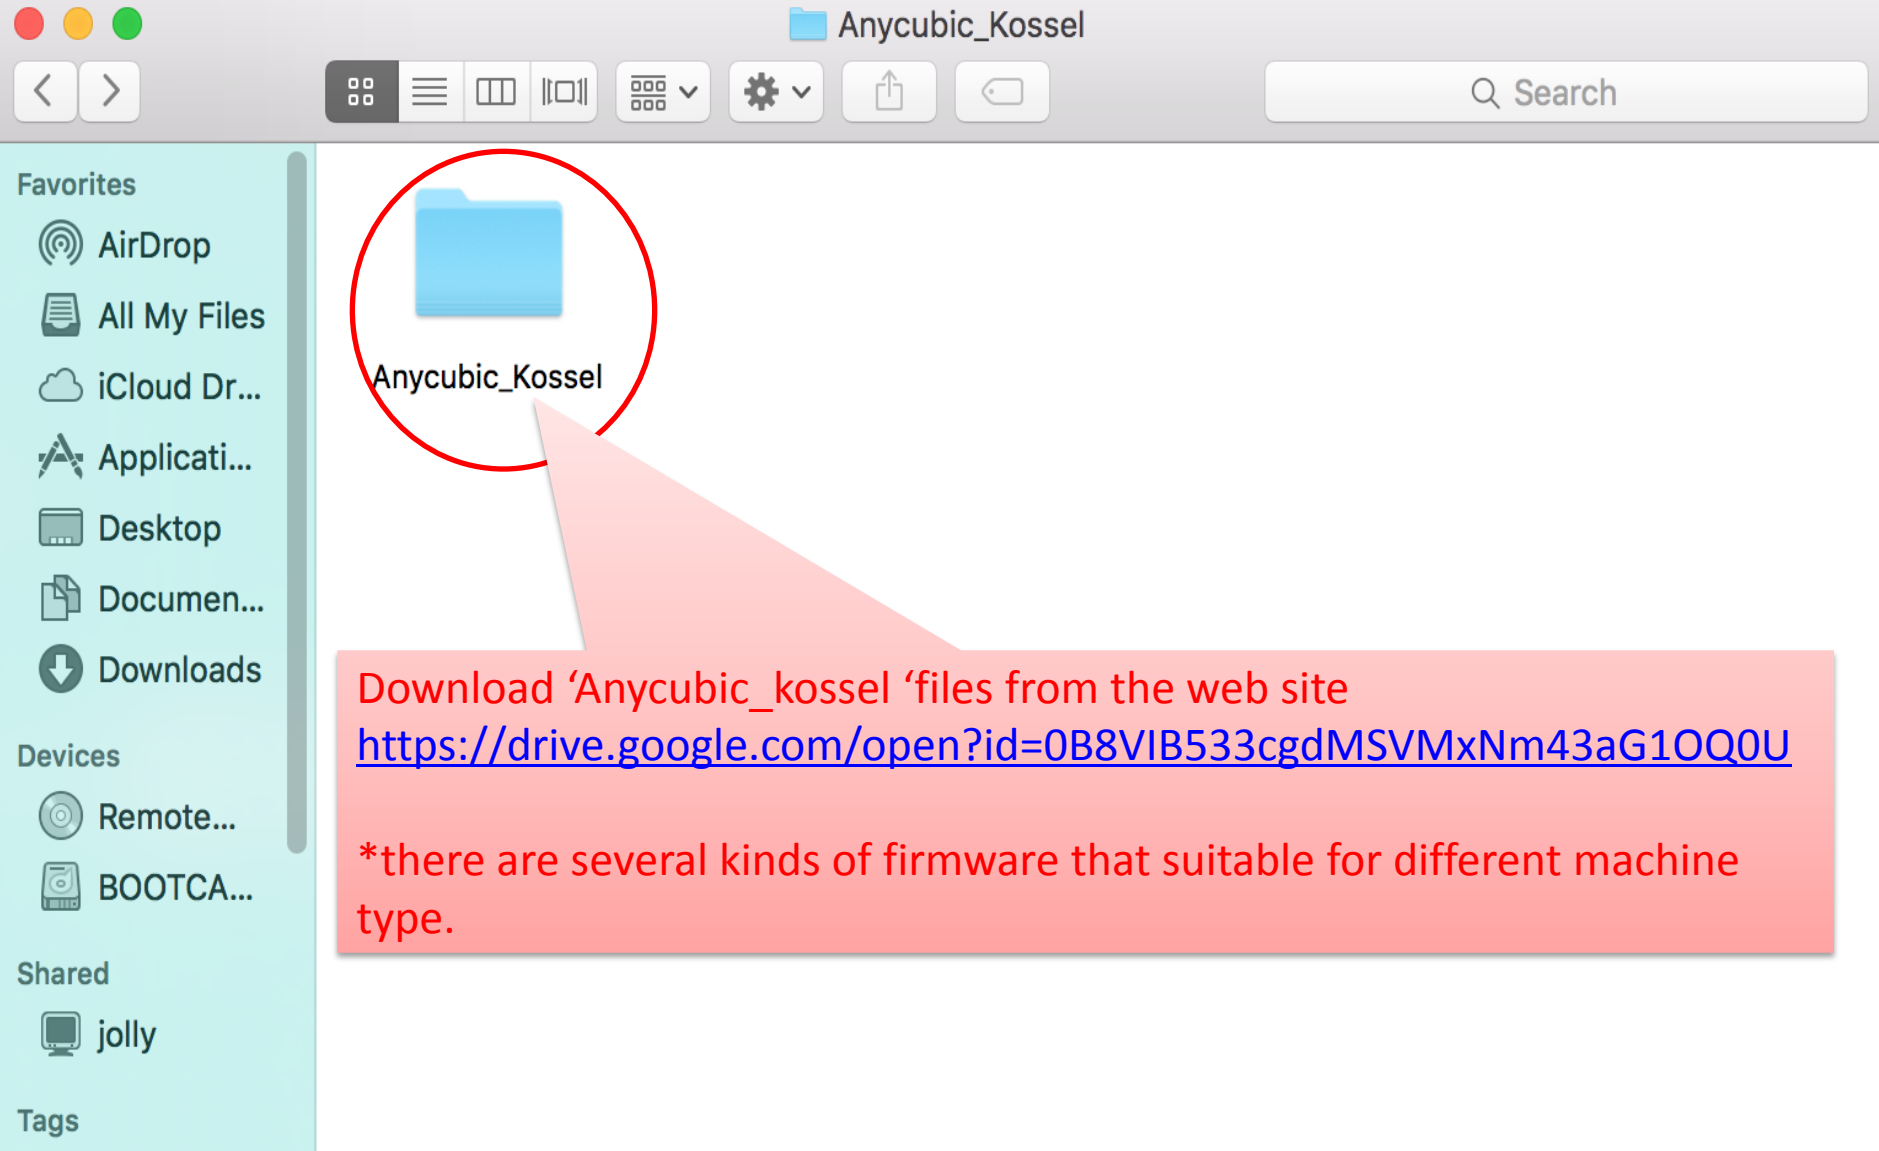 Anycubic_Kossel
Search
Favorites
AirDrop
All My Files
iCloud Dr...
Applicati...
Desktop
Documen...
Downloads
Devices
Remote...
BOOTCA...
Shared
jolly
Tags
Anycubic_Kossel
Download ‘Anycubic_kossel ‘files from the web site
https://drive.google.com/open?id=0B8VIB533cgdMSVMxNm43aG1OQ0U
*there are several kinds of firmware that suitable for different machine
type.